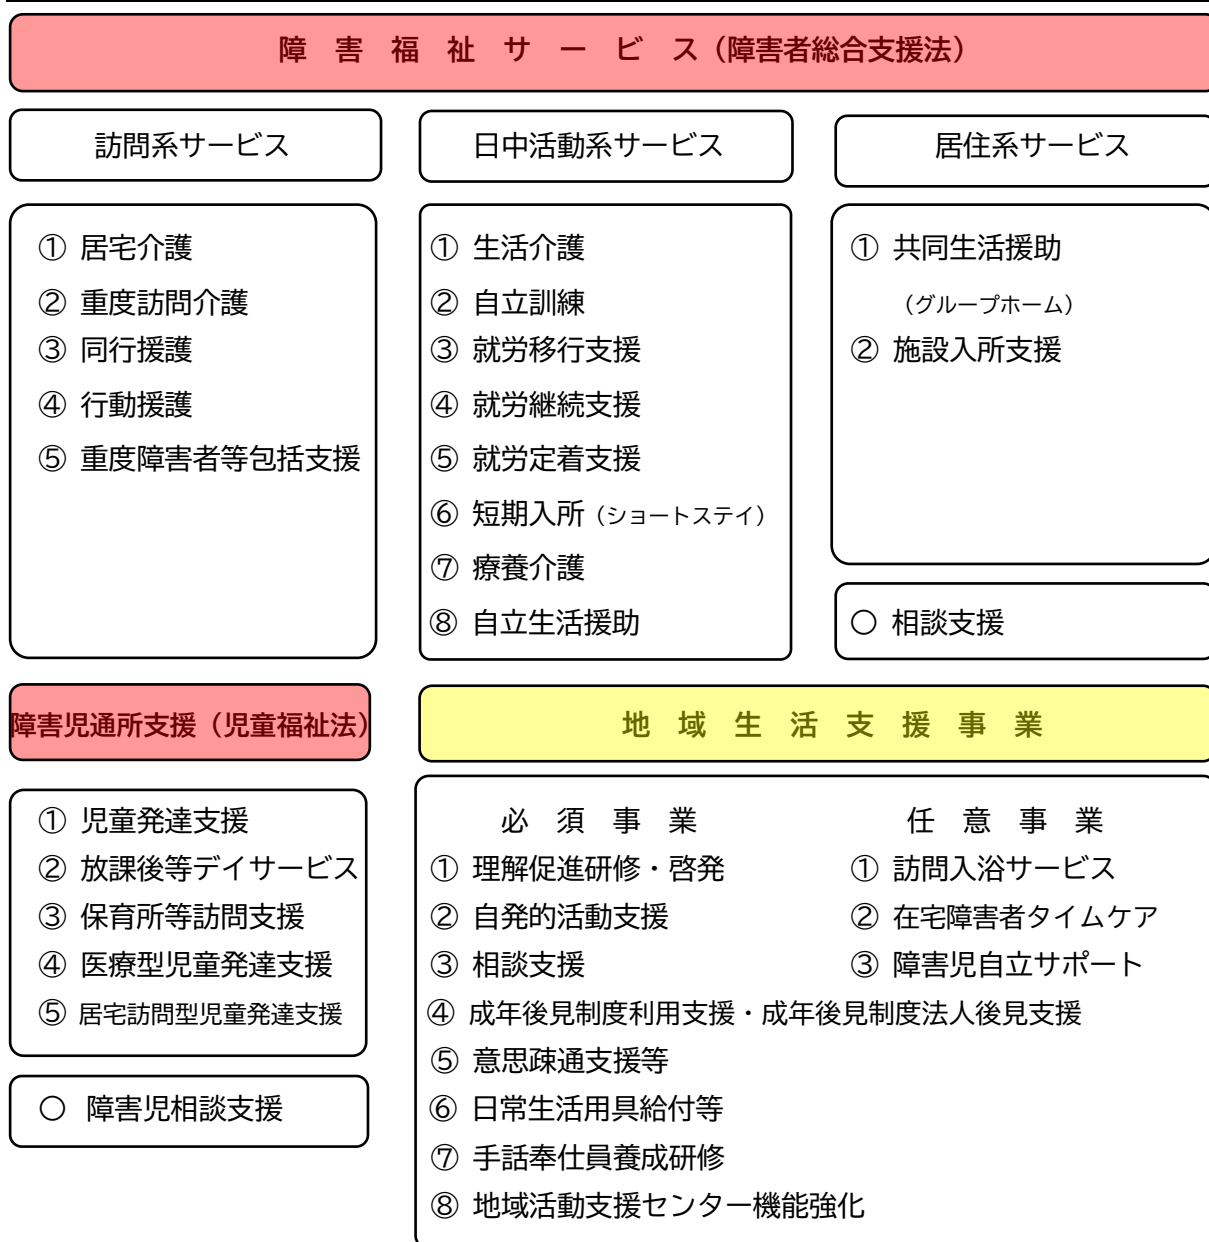 障害福祉サービス（障害者総合支援法）
訪問系サービス
① 居宅介護
② 重度訪問介護
③ 同行援護
④ 行動援護
⑤ 重度障害者等包括支援
日中活動系サービス
① 生活介護
② 自立訓練
③ 就労移行支援
④ 就労継続支援
⑤ 就労定着支援
⑥ 短期入所（ショートステイ）
⑦ 療養介護
⑧ 自立生活援助
居住系サービス
① 共同生活援助
（グループホーム）
② 施設入所支援
○ 相談支援
障害児通所支援（児童福祉法）
① 児童発達支援
② 放課後等デイサービス
③ 保育所等訪問支援
④ 医療型児童発達支援
⑤ 居宅訪問型児童発達支援
○ 障害児相談支援
地域生活支援事業
必須事業
① 理解促進研修・啓発
② 自発的活動支援
③ 相談支援
④ 成年後見制度利用支援・成年後見制度法人後見支援
⑤ 意思疎通支援等
⑥ 日常生活用具給付等
⑦ 手話奉仕員養成研修
⑧ 地域活動支援センター機能強化
任意事業
① 訪問入浴サービス
② 在宅障害者タイムケア
③ 障害児自立サポート